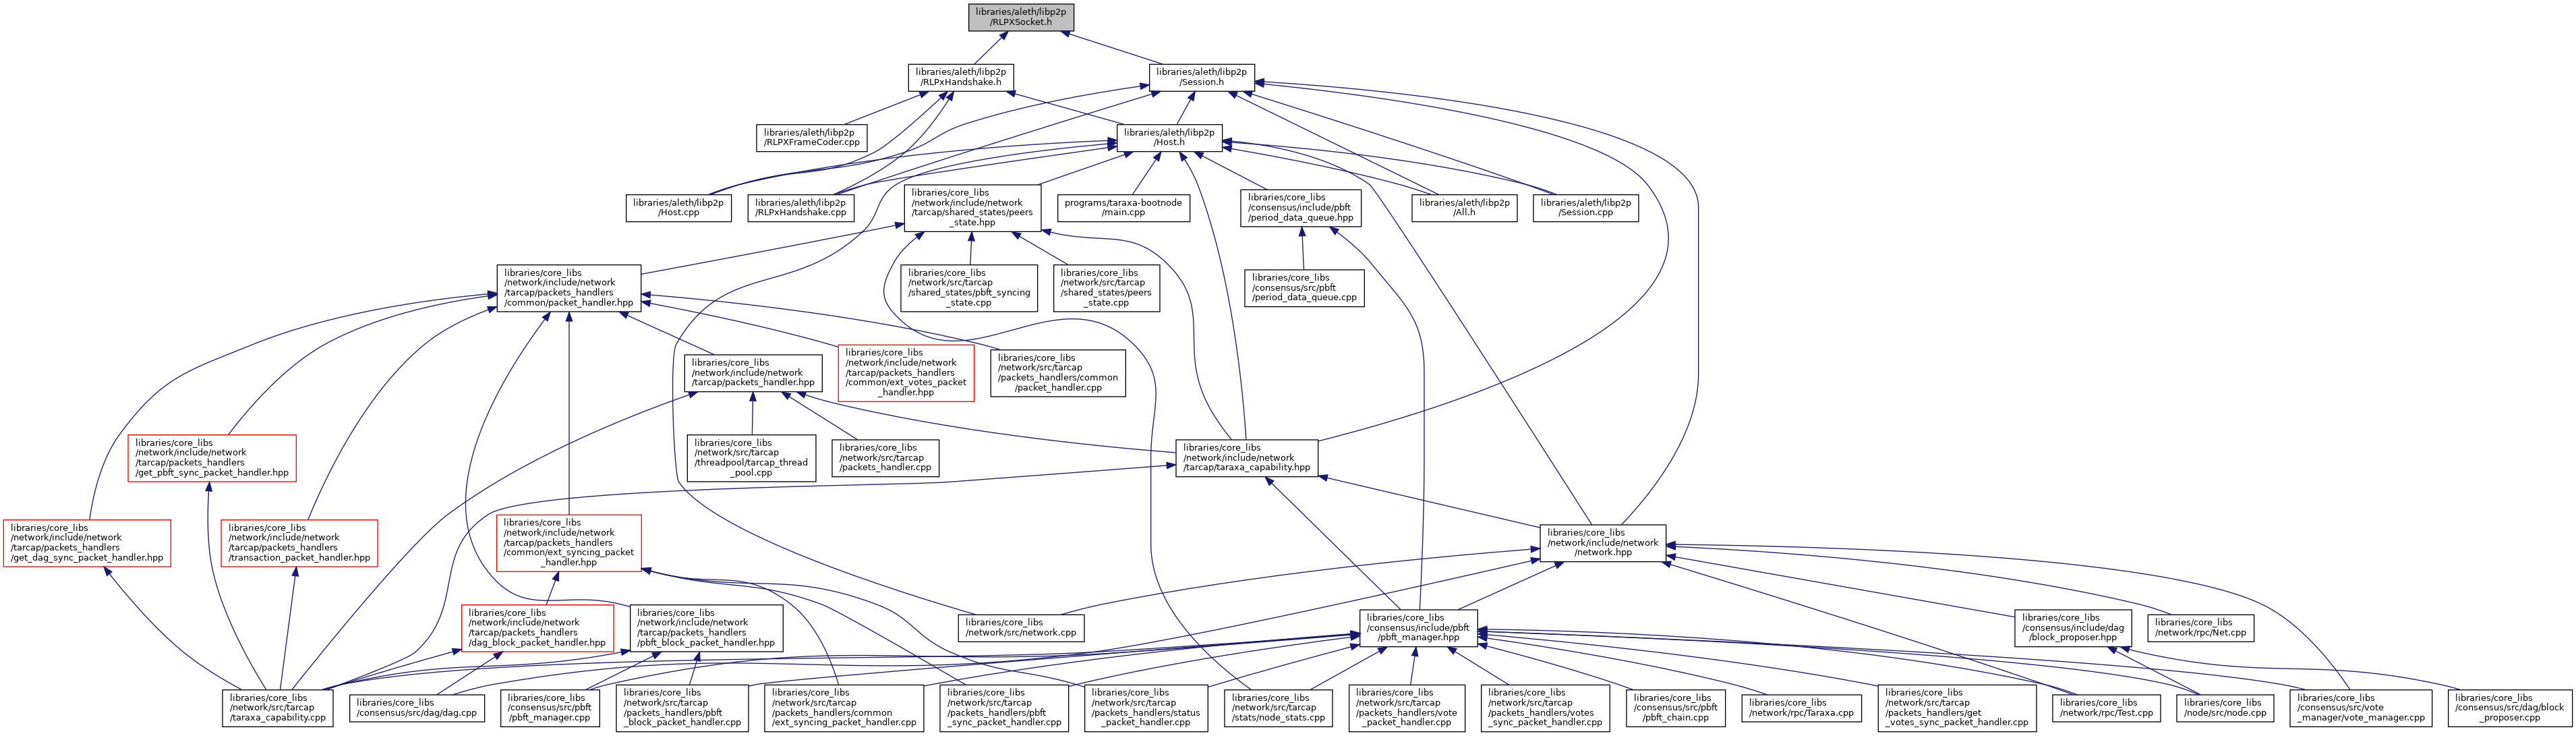 libraries/aleth/libp2p
/RLPXSocket.h
libraries/aleth/libp2p
/RLPxHandshake.h
libraries/aleth/libp2p
/Session.h
libraries/aleth/libp2p
/RLPXFrameCoder.cpp
libraries/aleth/libp2p
/Host.h
libraries/aleth/libp2p
/Host.cpp
libraries/aleth/libp2p
/RLPxHandshake.cpp
libraries/core_libs
/network/include/network
/tarcap/shared_states/peers
_state.hpp
programs/taraxa-bootnode
/main.cpp
libraries/core_libs
/consensus/include/pbft
/period_data_queue.hpp
libraries/aleth/libp2p
/All.h
libraries/aleth/libp2p
/Session.cpp
libraries/core_libs
/network/include/network
/tarcap/packets_handlers
/common/packet_handler.hpp
libraries/core_libs
/network/src/tarcap
/shared_states/pbft_syncing
_state.cpp
libraries/core_libs
/network/src/tarcap
/shared_states/peers
_state.cpp
libraries/core_libs
/consensus/src/pbft
/period_data_queue.cpp
libraries/core_libs
/network/include/network
/tarcap/packets_handler.hpp
libraries/core_libs
/network/include/network
/tarcap/packets_handlers
/common/ext_votes_packet
_handler.hpp
libraries/core_libs
/network/src/tarcap
/packets_handlers/common
/packet_handler.cpp
libraries/core_libs
/network/include/network
/tarcap/packets_handlers
/get_pbft_sync_packet_handler.hpp
libraries/core_libs
/network/src/tarcap
/threadpool/tarcap_thread
_pool.cpp
libraries/core_libs
/network/src/tarcap
/packets_handler.cpp
libraries/core_libs
/network/include/network
/tarcap/taraxa_capability.hpp
libraries/core_libs
/network/include/network
/tarcap/packets_handlers
/get_dag_sync_packet_handler.hpp
libraries/core_libs
/network/include/network
/tarcap/packets_handlers
/transaction_packet_handler.hpp
libraries/core_libs
/network/include/network
/tarcap/packets_handlers
/common/ext_syncing_packet
_handler.hpp
libraries/core_libs
/network/include/network
/network.hpp
libraries/core_libs
/network/include/network
/tarcap/packets_handlers
/dag_block_packet_handler.hpp
libraries/core_libs
/network/include/network
/tarcap/packets_handlers
/pbft_block_packet_handler.hpp
libraries/core_libs
/network/src/network.cpp
libraries/core_libs
/consensus/include/pbft
/pbft_manager.hpp
libraries/core_libs
/consensus/include/dag
/block_proposer.hpp
libraries/core_libs
/network/rpc/Net.cpp
libraries/core_libs
/network/src/tarcap
/taraxa_capability.cpp
libraries/core_libs
/consensus/src/dag/dag.cpp
libraries/core_libs
/consensus/src/pbft
/pbft_manager.cpp
libraries/core_libs
/network/src/tarcap
/packets_handlers/pbft
_block_packet_handler.cpp
libraries/core_libs
/network/src/tarcap
/packets_handlers/common
/ext_syncing_packet_handler.cpp
libraries/core_libs
/network/src/tarcap
/packets_handlers/pbft
_sync_packet_handler.cpp
libraries/core_libs
/network/src/tarcap
/packets_handlers/status
_packet_handler.cpp
libraries/core_libs
/network/src/tarcap
/stats/node_stats.cpp
libraries/core_libs
/network/src/tarcap
/packets_handlers/vote
_packet_handler.cpp
libraries/core_libs
/network/src/tarcap
/packets_handlers/votes
_sync_packet_handler.cpp
libraries/core_libs
/consensus/src/pbft
/pbft_chain.cpp
libraries/core_libs
/network/rpc/Taraxa.cpp
libraries/core_libs
/network/src/tarcap
/packets_handlers/get
_votes_sync_packet_handler.cpp
libraries/core_libs
/network/rpc/Test.cpp
libraries/core_libs
/node/src/node.cpp
libraries/core_libs
/consensus/src/vote
_manager/vote_manager.cpp
libraries/core_libs
/consensus/src/dag/block
_proposer.cpp